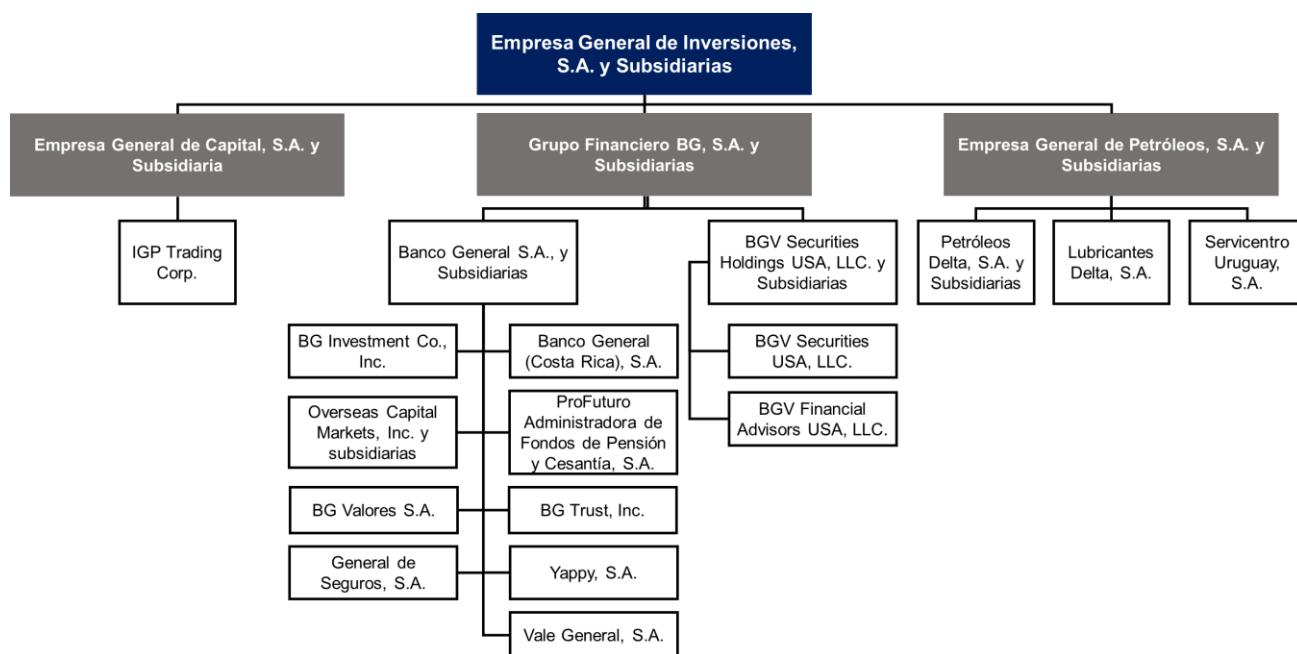 Empresa General de Inversiones,
S.A. y Subsidiarias
Empresa General de Capital, S.A. y
Subsidiaria
Grupo Financiero BG, S.A. y
Subsidiarias
Empresa General de Petróleos, S.A. y
Subsidiarias
IGP Trading
Corp.
Banco General S.A., y
Subsidiarias
BGV Securities
Holdings USA, LLC. y
Subsidiarias
Petróleos
Delta, S.A. y
Subsidiarias
Lubricantes
Delta, S.A.
Servicentro
Uruguay,
S.A.
BG Investment Co.,
Inc.
Banco General
(Costa Rica), S.A.
BGV Securities
USA, LLC.
Overseas Capital
Markets, Inc. y
subsidiarias
ProFuturo
Administradora de
Fondos de Pensión
y Cesantía, S.A.
BGV Financial
Advisors USA, LLC.
BG Valores S.A.
BG Trust, Inc.
General de
Seguros, S.A.
Yappy, S.A.
Vale General, S.A.